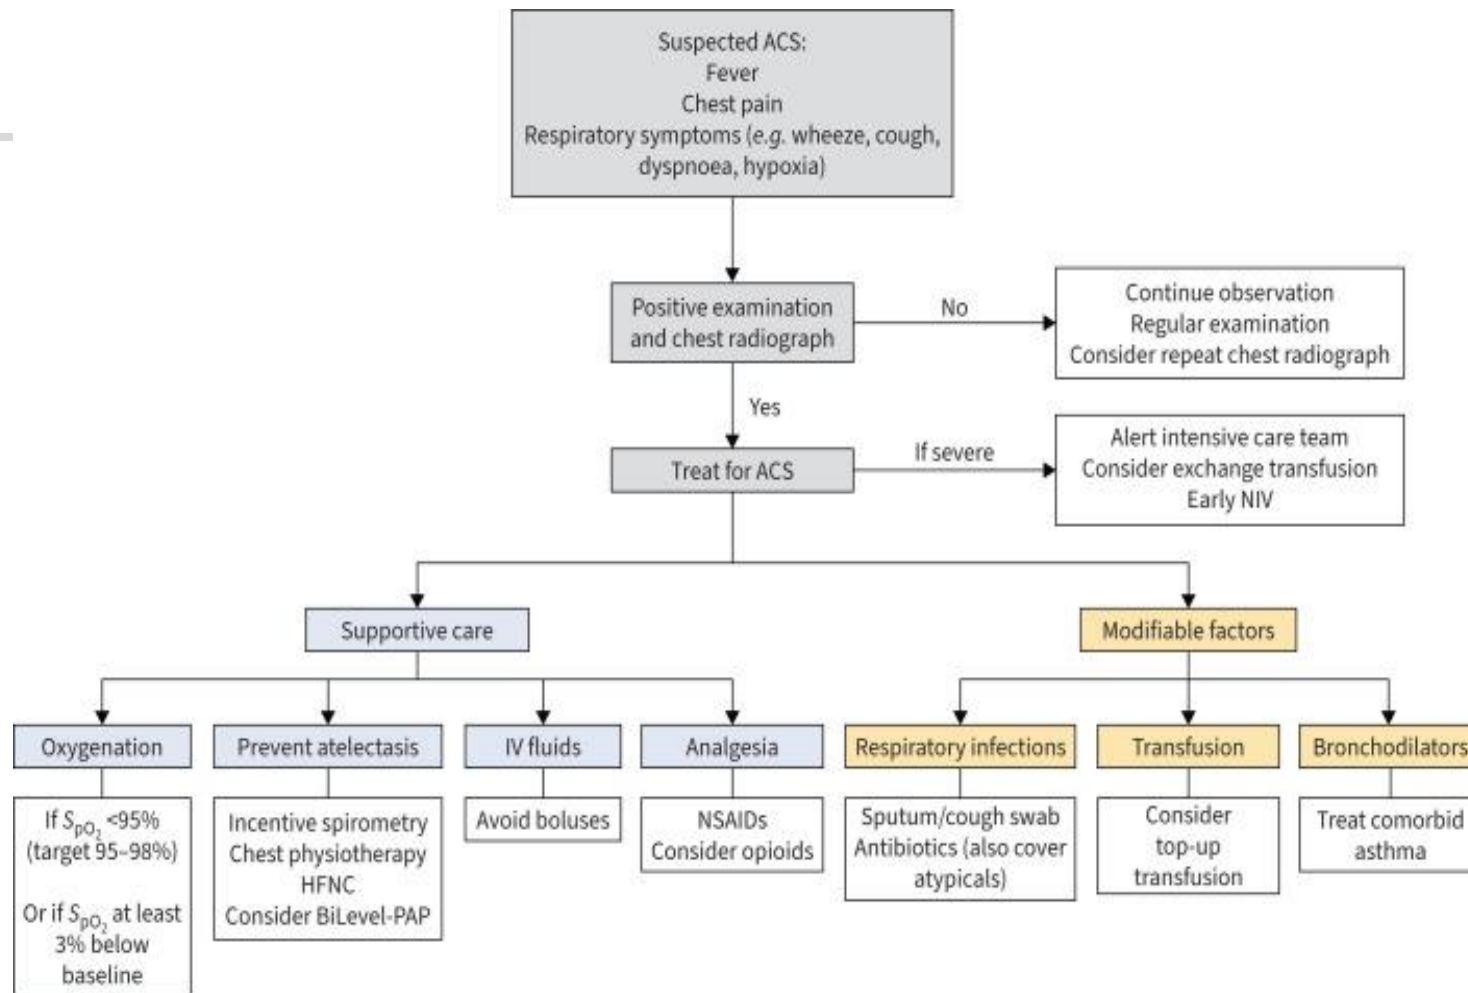 Suspected ACS:
Fever
Chest pain
Respiratory symptoms (e.g. wheeze, cough,
dyspnoea, hypoxia)
Positive examination
and chest radiograph
No
Continue observation
Regular examination
Consider repeat chest radiograph
Yes
Treat for ACS
If severe
Alert intensive care team
Consider exchange transfusion
Early NIV
Supportive care
Modifiable factors
Oxygenation
Prevent atelectasis
IV fluids
Analgesia
Respiratory infections
Transfusion
Bronchodilators
If SpO2 <95%
(target 95–98%)
Or if SpO2 at least
3% below
baseline
Incentive spirometry
Chest physiotherapy
HFNC
Consider BiLevel-PAP
Avoid boluses
NSAIDs
Consider opioids
Sputum/cough swab
Antibiotics (also cover
atypicals)
Consider
top-up
transfusion
Treat comorbid
asthma